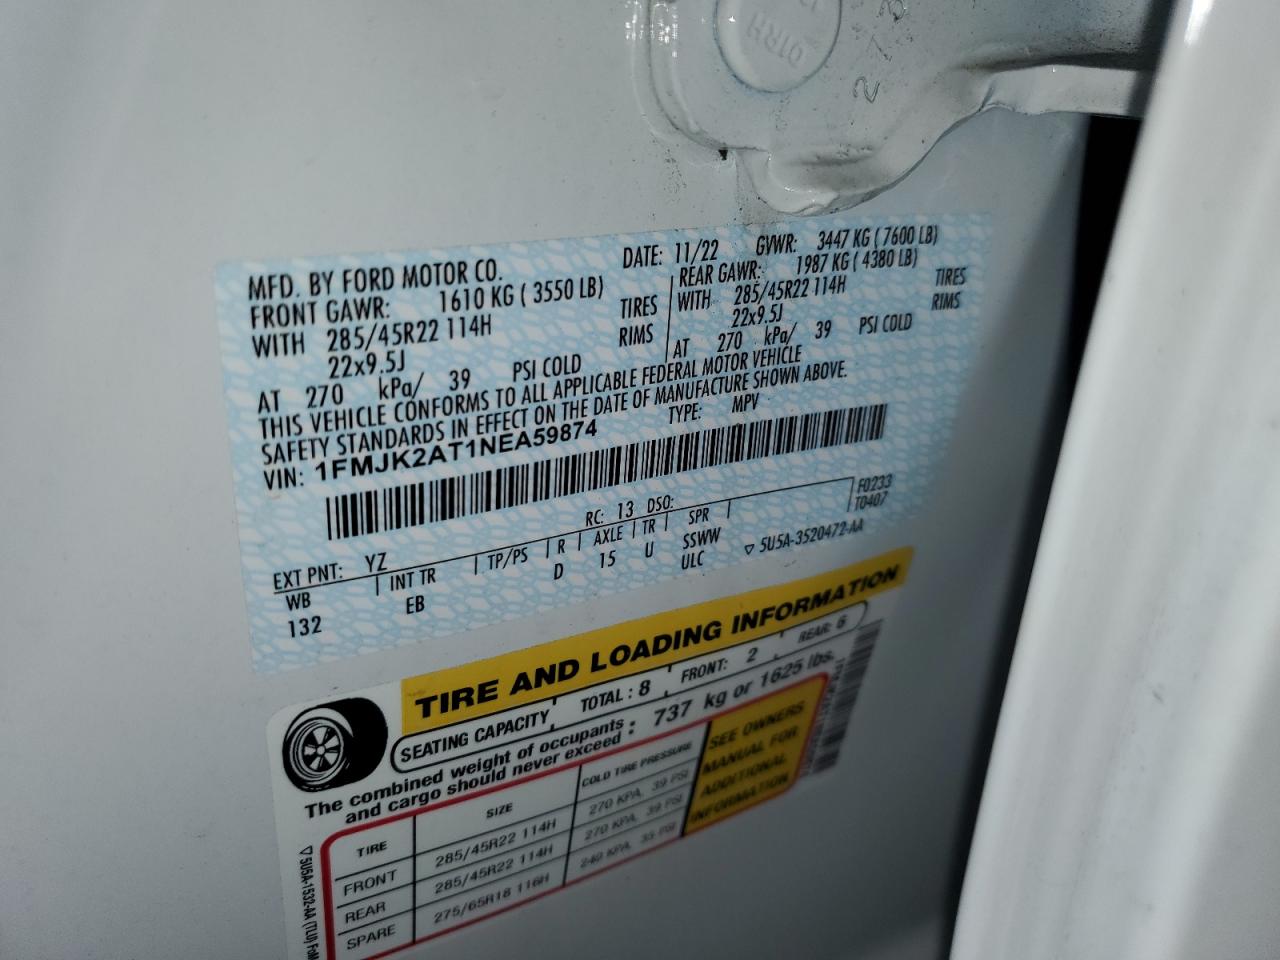 MFD. BY FORD MOTOR CO.
DATE: 11/22 GVWR: 3447 KG ( 7600 LB)
FRONT GAWR: 1610 KG ( 3550 LB)
WITH 285/45R22 114H TIRES
22x9.5J RIMS
AT 270 kPa/ 39 PSI COLD
REAR GAWR: 1987 KG ( 4380 LB)
WITH 285/45R22 114H TIRES
22x9.5J RIMS
AT 270 kPa/ 39 PSI COLD
THIS VEHICLE CONFORMS TO ALL APPLICABLE FEDERAL MOTOR VEHICLE
SAFETY STANDARDS IN EFFECT ON THE DATE OF MANUFACTURE SHOWN ABOVE.
VIN: 1FMJK2AT1NEA59874 TYPE: MPV
EXT PNT: YZ RC: 13 DSO: F0233
T0407
WB INT TR TP/PS R AXLE TR SPR
132 EB D 15 U SSWW
ULC
▽ 5U5A-3520472-AA
TIRE AND LOADING INFORMATION
SEATING CAPACITY TOTAL : 8 FRONT: 2 REAR: 6
The combined weight of occupants
and cargo should never exceed : 737 kg or 1625 lbs.
TIRE SIZE COLD TIRE PRESSURE
FRONT 285/45R22 114H 270 KPA, 39 PSI
REAR 285/45R22 114H 270 KPA, 39 PSI
SPARE 275/65R18 116H 240 KPA, 35 PSI
SEE OWNERS
MANUAL FOR
ADDITIONAL
INFORMATION
▽ 5U5A-1532-AA